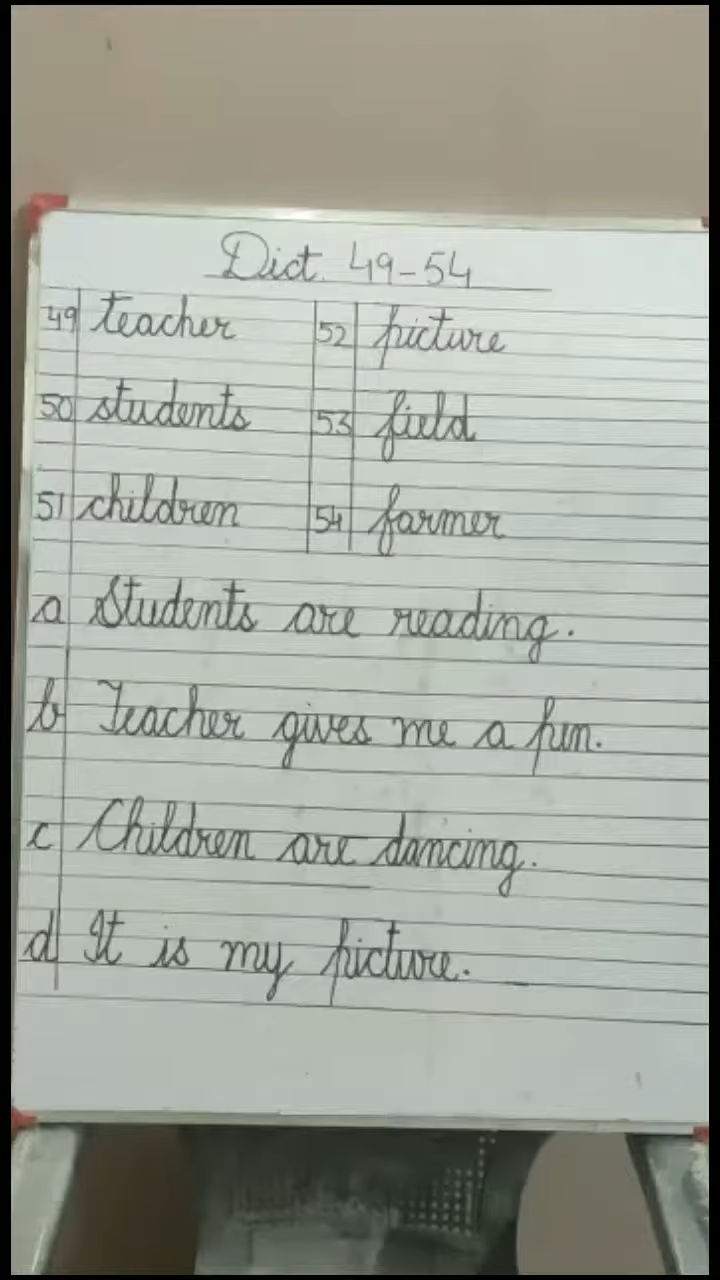 Dict. 49-54
49 teacher 52 picture
50 students 53 field
51 children 54 farmer
a Students are reading.
b Teacher gives me a pen.
c Children are dancing.
d It is my picture.